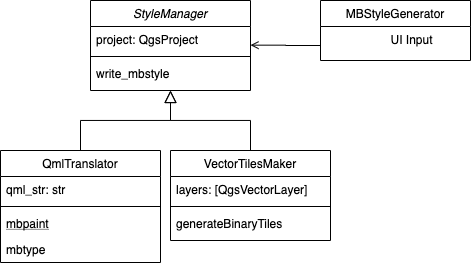 StyleManager
project: QgsProject
write_mbstyle
MBStyleGenerator
UI Input
QmlTranslator
qml_str: str
mbpaint
mbtype
VectorTilesMaker
layers: [QgsVectorLayer]
generateBinaryTiles